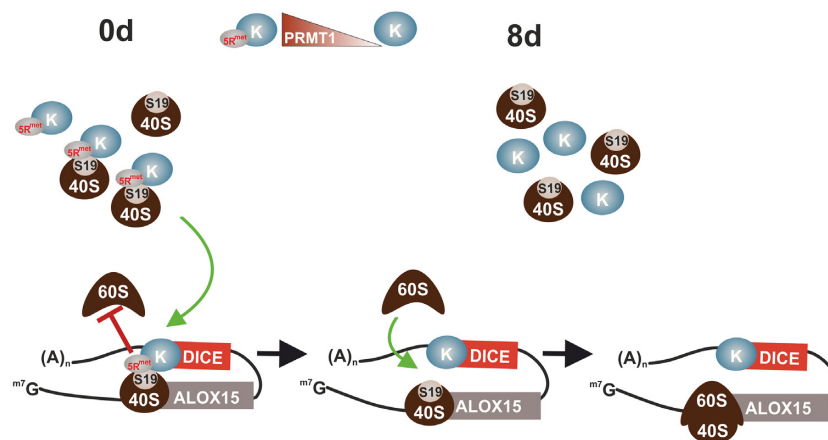 0d
8d
5Rmet K
PRMT1
K
S19
40S
K
5Rmet
K
5Rmet
S19
40S
K
5Rmet
S19
40S
S19
40S
K
K
S19
40S
S19
40S
K
60S
60S
(A)n
K DICE
5Rmet
S19
m7G
40S ALOX15
(A)n
K DICE
m7G
S19
40S ALOX15
(A)n
K DICE
m7G
60S
40S
ALOX15